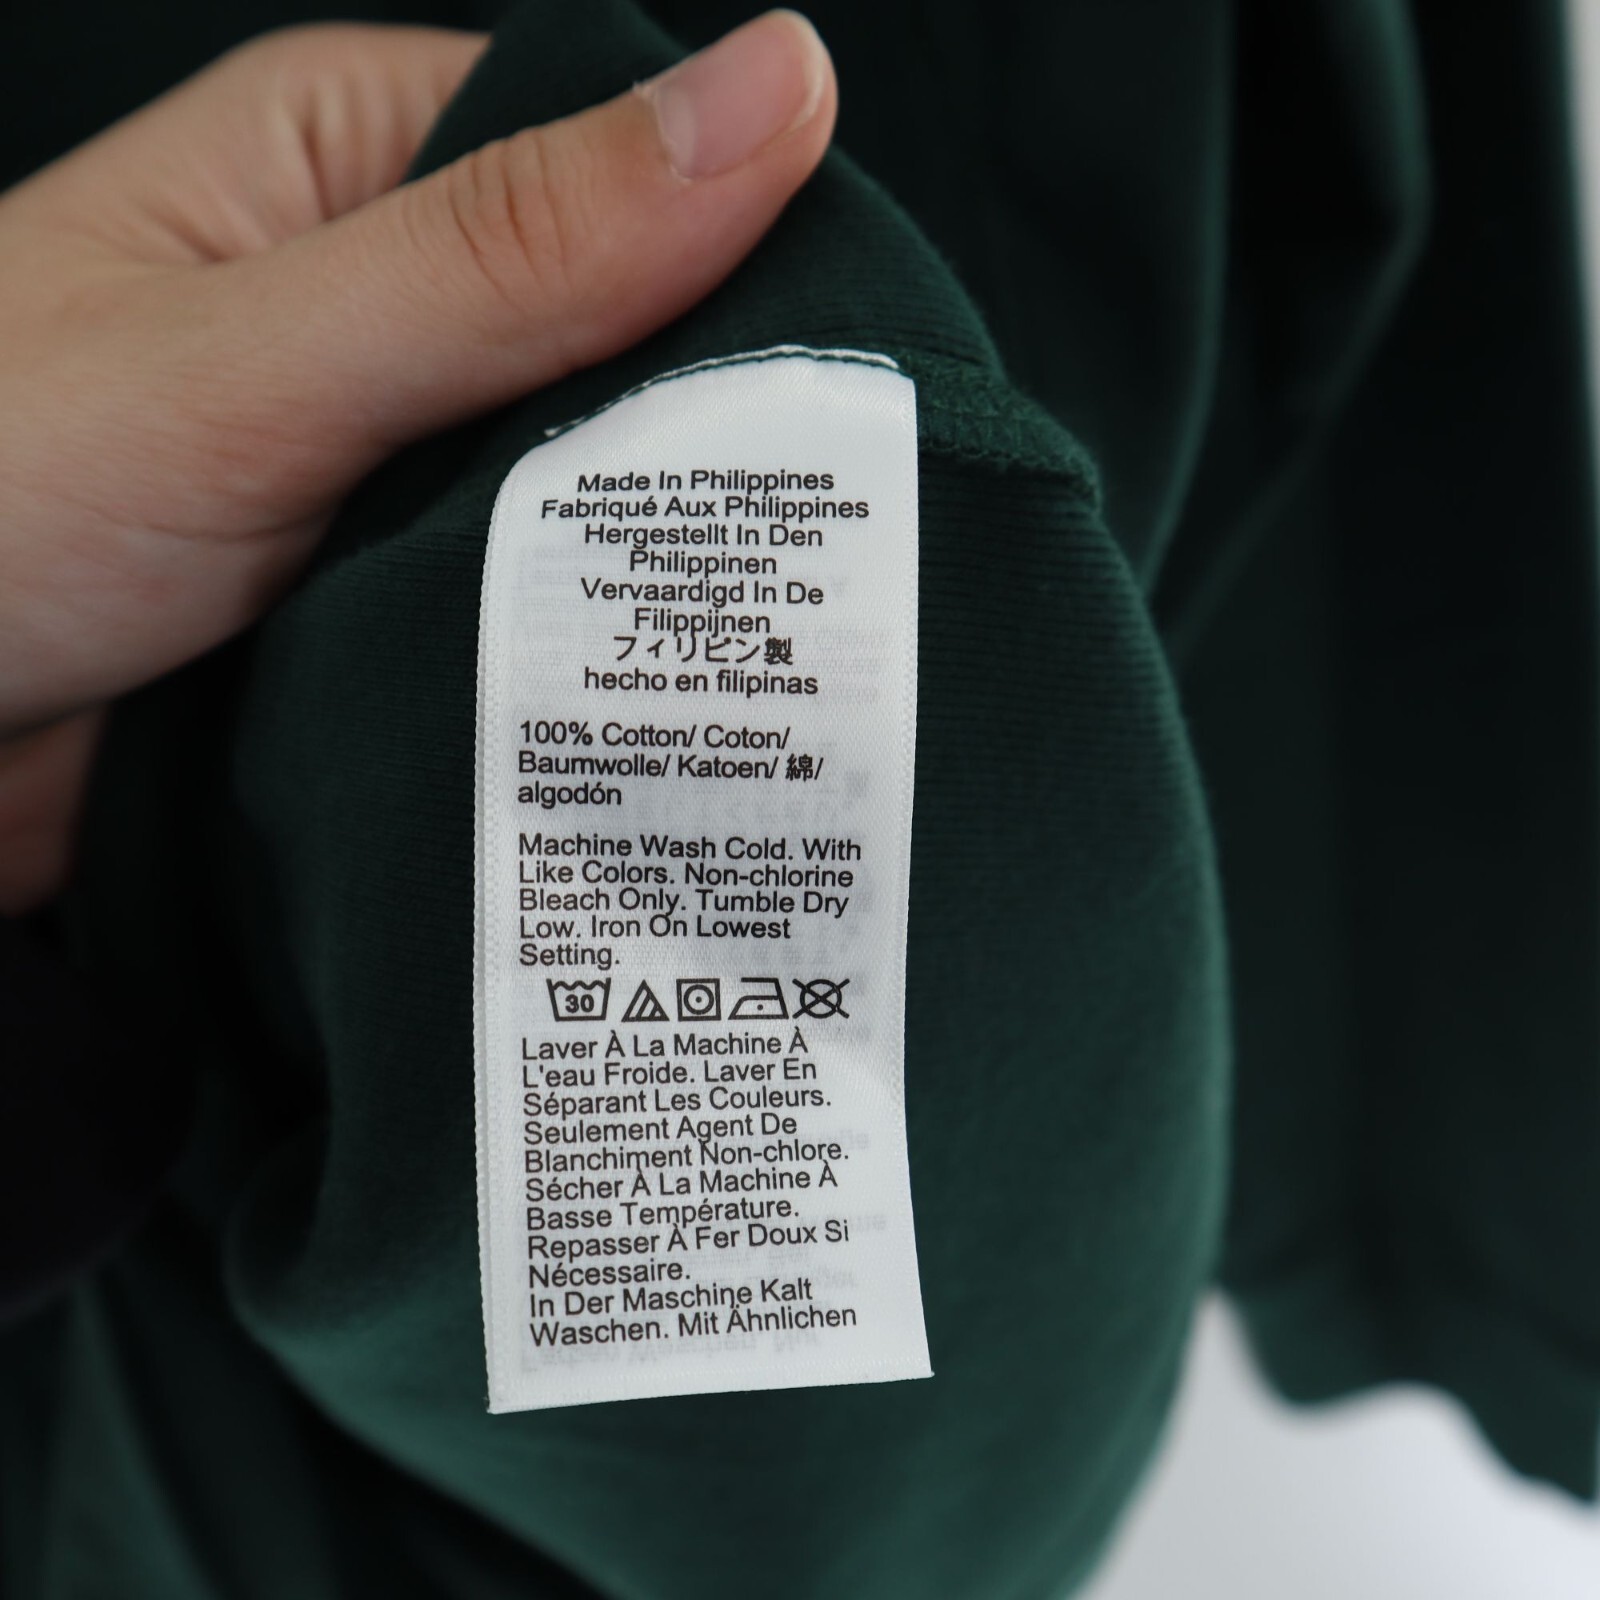 Made In Philippines
Fabriqué Aux Philippines
Hergestellt In Den
Philippinen
Vervaardigd In De
Filippijnen
フィリピン製
hecho en filipinas
100% Cotton/ Coton/
Baumwolle/ Katoen/ 綿/
algodón
Machine Wash Cold. With
Like Colors. Non-chlorine
Bleach Only. Tumble Dry
Low. Iron On Lowest
Setting.
30
Laver À La Machine À
L'eau Froide. Laver En
Séparant Les Couleurs.
Seulement Agent De
Blanchiment Non-chlore.
Sécher À La Machine À
Basse Température.
Repasser À Fer Doux Si
Nécessaire.
In Der Maschine Kalt
Waschen. Mit Ähnlichen